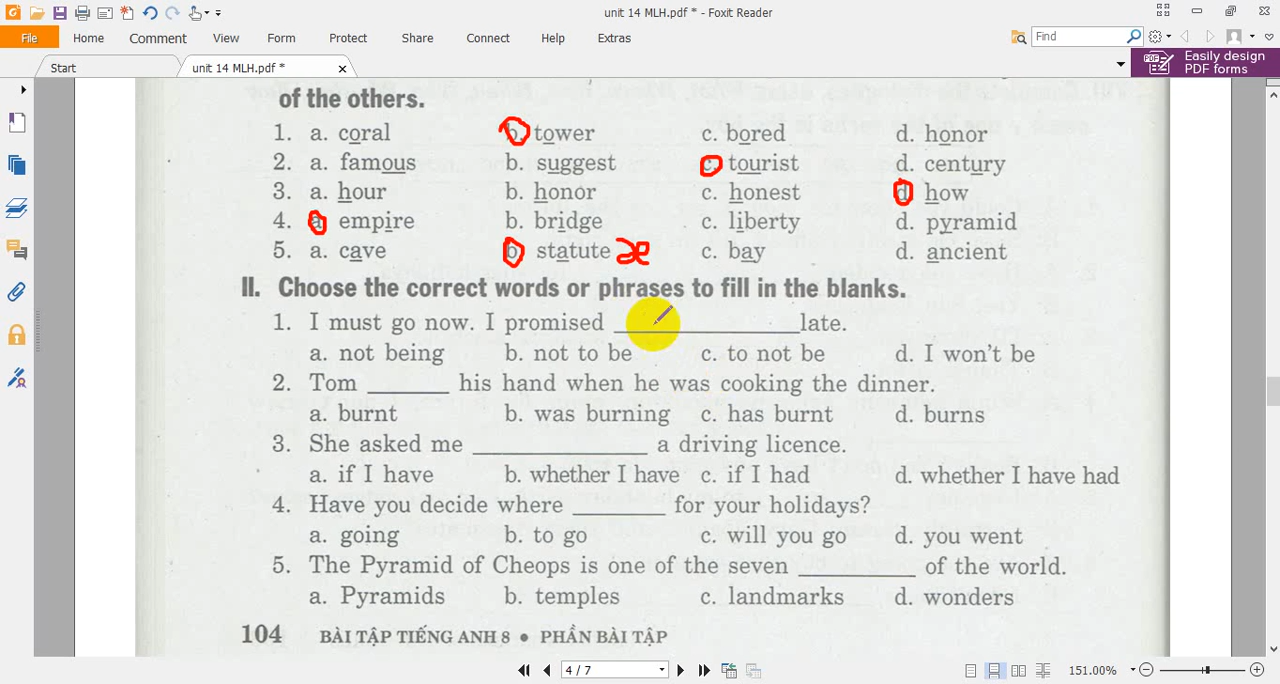 unit 14 MLH.pdf * - Foxit Reader
File Home Comment View Form Protect Share Connect Help Extras Find
Start unit 14 MLH.pdf * Easily design
PDF forms
of the others.
1. a. coral b. tower c. bored d. honor
2. a. famous b. suggest c. tourist d. century
3. a. hour b. honor c. honest d. how
4. a. empire b. bridge c. liberty d. pyramid
5. a. cave b. statute æ c. bay d. ancient
II. Choose the correct words or phrases to fill in the blanks.
1. I must go now. I promised ____________ late.
a. not being b. not to be c. to not be d. I won't be
2. Tom _____ his hand when he was cooking the dinner.
a. burnt b. was burning c. has burnt d. burns
3. She asked me ___________ a driving licence.
a. if I have b. whether I have c. if I had d. whether I have had
4. Have you decide where ______ for your holidays?
a. going b. to go c. will you go d. you went
5. The Pyramid of Cheops is one of the seven ________ of the world.
a. Pyramids b. temples c. landmarks d. wonders
104 BÀI TẬP TIẾNG ANH 8 • PHẦN BÀI TẬP
4 / 7 151.00%